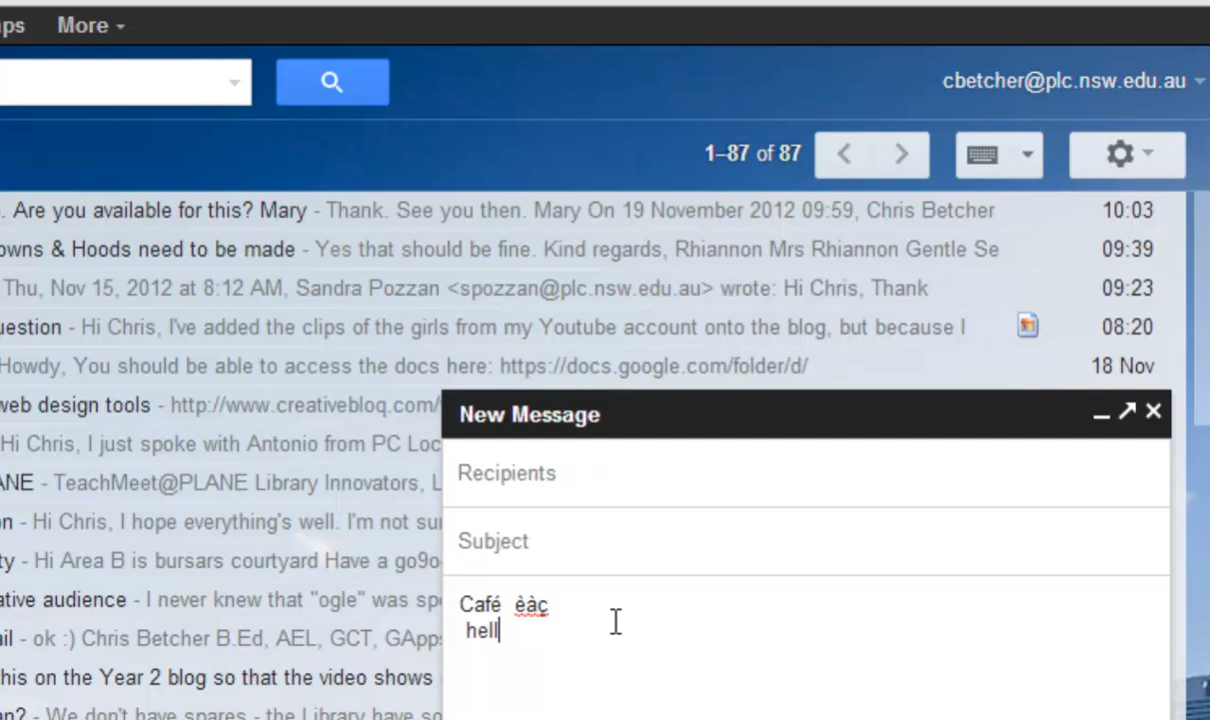 ps More
cbetcher@plc.nsw.edu.au
1–87 of 87
. Are you available for this? Mary - Thank. See you then. Mary On 19 November 2012 09:59, Chris Betcher 10:03
owns & Hoods need to be made - Yes that should be fine. Kind regards, Rhiannon Mrs Rhiannon Gentle Se 09:39
Thu, Nov 15, 2012 at 8:12 AM, Sandra Pozzan <spozzan@plc.nsw.edu.au> wrote: Hi Chris, Thank 09:23
uestion - Hi Chris, I've added the clips of the girls from my Youtube account onto the blog, but because I 08:20
Howdy, You should be able to access the docs here: https://docs.google.com/folder/d/ 18 Nov
web design tools - http://www.creativebloq.com/
Hi Chris, I just spoke with Antonio from PC Loc
ANE - TeachMeet@PLANE Library Innovators, L
on - Hi Chris, I hope everything's well. I'm not su
ty - Hi Area B is bursars courtyard Have a go9o
ative audience - I never knew that "ogle" was sp
ail - ok :) Chris Betcher B.Ed, AEL, GCT, GApp
his on the Year 2 blog so that the video shows
an? - We don't have spares - the Library have so
New Message
Recipients
Subject
Café êàç
hell